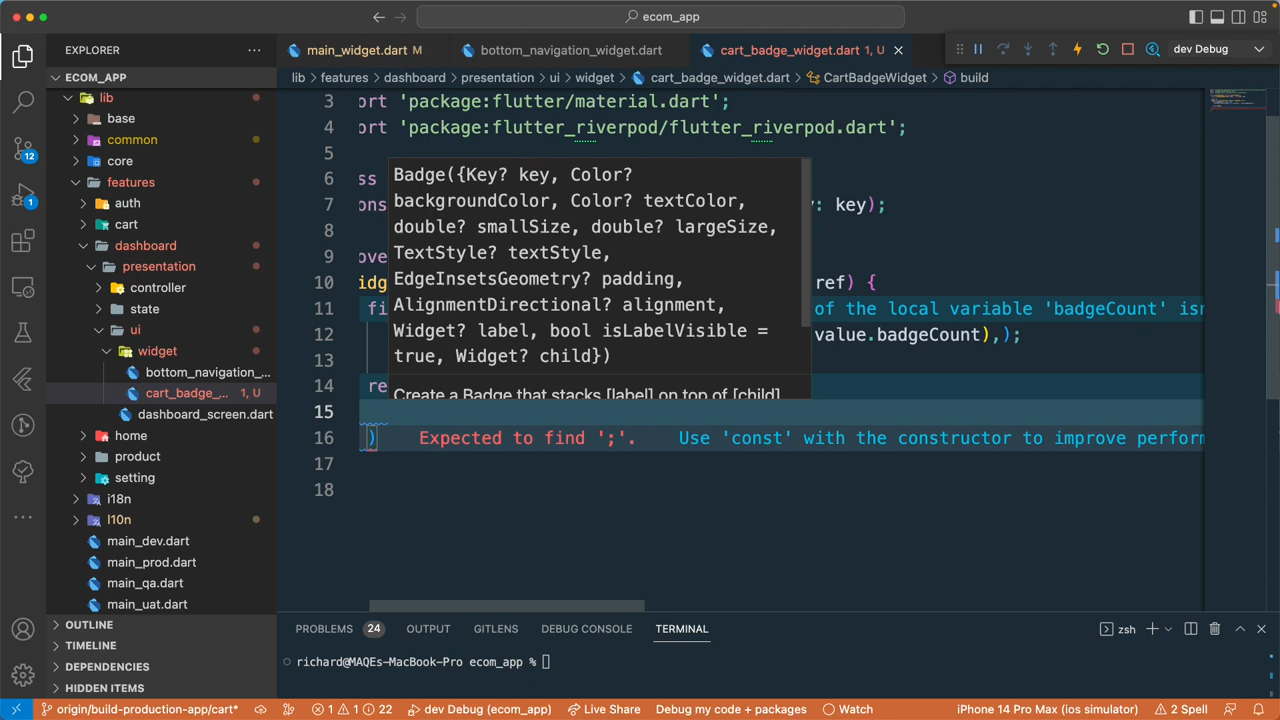 ecom_app
EXPLORER
main_widget.dart M
bottom_navigation_widget.dart
cart_badge_widget.dart 1, U
dev Debug
ECOM_APP
lib > features > dashboard > presentation > ui > widget > cart_badge_widget.dart > CartBadgeWidget > build
lib
base
common
core
features
auth
cart
dashboard
presentation
controller
state
ui
widget
bottom_navigation_...
cart_badge_... 1, U
dashboard_screen.dart
home
product
setting
i18n
l10n
main_dev.dart
main_prod.dart
main_qa.dart
main_uat.dart
OUTLINE
TIMELINE
DEPENDENCIES
HIDDEN ITEMS
12
1
3 ort 'package:flutter/material.dart';
4 ort 'package:flutter_riverpod/flutter_riverpod.dart';
5
6 ss
7 ons y: key);
8
9 ove
10 idg ref) {
11 fi of the local variable 'badgeCount' isn
12 value.badgeCount),);
13
14 re
15
16 ) Expected to find ';'. Use 'const' with the constructor to improve perform
17
18
Badge({Key? key, Color?
backgroundColor, Color? textColor,
double? smallSize, double? largeSize,
TextStyle? textStyle,
EdgeInsetsGeometry? padding,
AlignmentDirectional? alignment,
Widget? label, bool isLabelVisible =
true, Widget? child})
Create a Badge that stacks [label] on top of [child]
PROBLEMS 24 OUTPUT GITLENS DEBUG CONSOLE TERMINAL
zsh
richard@MAQEs-MacBook-Pro ecom_app %
origin/build-production-app/cart* 1 1 22 dev Debug (ecom_app) Live Share Debug my code + packages Watch iPhone 14 Pro Max (ios simulator) 2 Spell